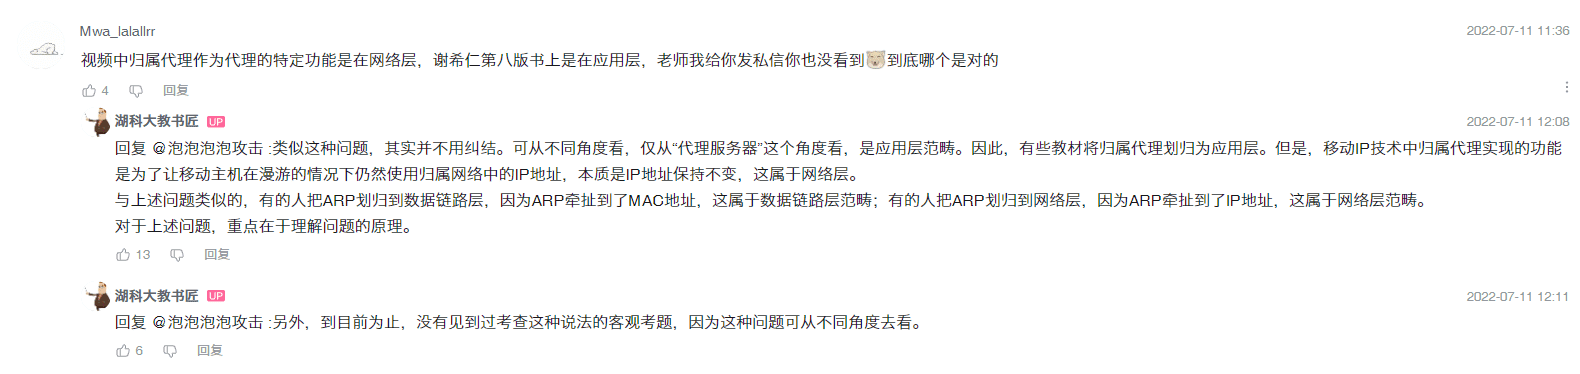 Mwa_lalallrr
2022-07-11 11:36
视频中归属代理作为代理的特定功能是在网络层，谢希仁第八版书上是在应用层，老师我给你发私信你也没看到到底哪个是对的
4 回复
湖科大教书匠 UP
2022-07-11 12:08
回复 @泡泡泡泡攻击 :类似这种问题，其实并不用纠结。可从不同角度看，仅从“代理服务器”这个角度看，是应用层范畴。因此，有些教材将归属代理划归为应用层。但是，移动IP技术中归属代理实现的功能
是为了让移动主机在漫游的情况下仍然使用归属网络中的IP地址，本质是IP地址保持不变，这属于网络层。
与上述问题类似的，有的人把ARP划归到数据链路层，因为ARP牵扯到了MAC地址，这属于数据链路层范畴；有的人把ARP划归到网络层，因为ARP牵扯到了IP地址，这属于网络层范畴。
对于上述问题，重点在于理解问题的原理。
13 回复
湖科大教书匠 UP
2022-07-11 12:11
回复 @泡泡泡泡攻击 :另外，到目前为止，没有见到过考查这种说法的客观考题，因为这种问题可从不同角度去看。
6 回复